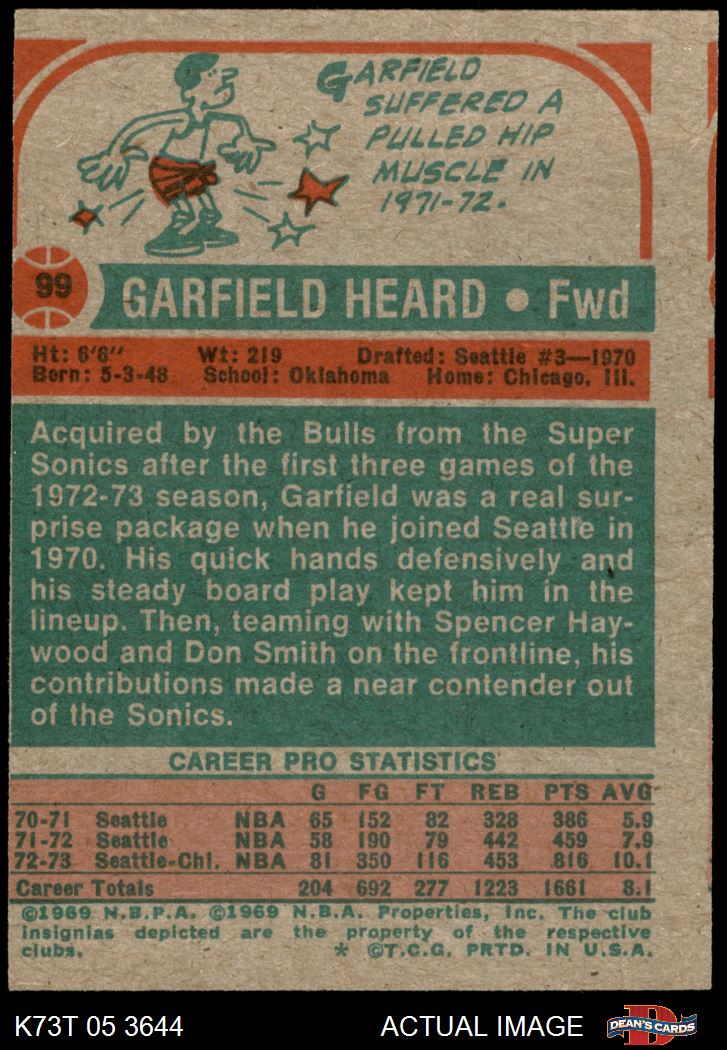 GARFIELD
SUFFERED A
PULLED HIP
MUSCLE IN
1971-72.
99
GARFIELD HEARD • Fwd
Ht: 6'6" Wt: 219 Drafted: Seattle #3—1970
Born: 5-3-48 School: Oklahoma Home: Chicago, Ill.
Acquired by the Bulls from the Super
Sonics after the first three games of the
1972-73 season, Garfield was a real sur-
prise package when he joined Seattle in
1970. His quick hands defensively and
his steady board play kept him in the
lineup. Then, teaming with Spencer Hay-
wood and Don Smith on the frontline, his
contributions made a near contender out
of the Sonics.
CAREER PRO STATISTICS
G FG FT REB PTS AVG
70-71 Seattle NBA 65 152 82 328 386 5.9
71-72 Seattle NBA 58 190 79 442 459 7.9
72-73 Seattle-Chi. NBA 81 350 116 453 816 10.1
Career Totals 204 692 277 1223 1661 8.1
©1969 N.B.P.A. ©1969 N.B.A. Properties, Inc. The club
insignias depicted are the property of the respective
clubs. * ©T.C.G. PRTD. IN U.S.A.
K73T 05 3644 ACTUAL IMAGE D DEAN'S CARDS